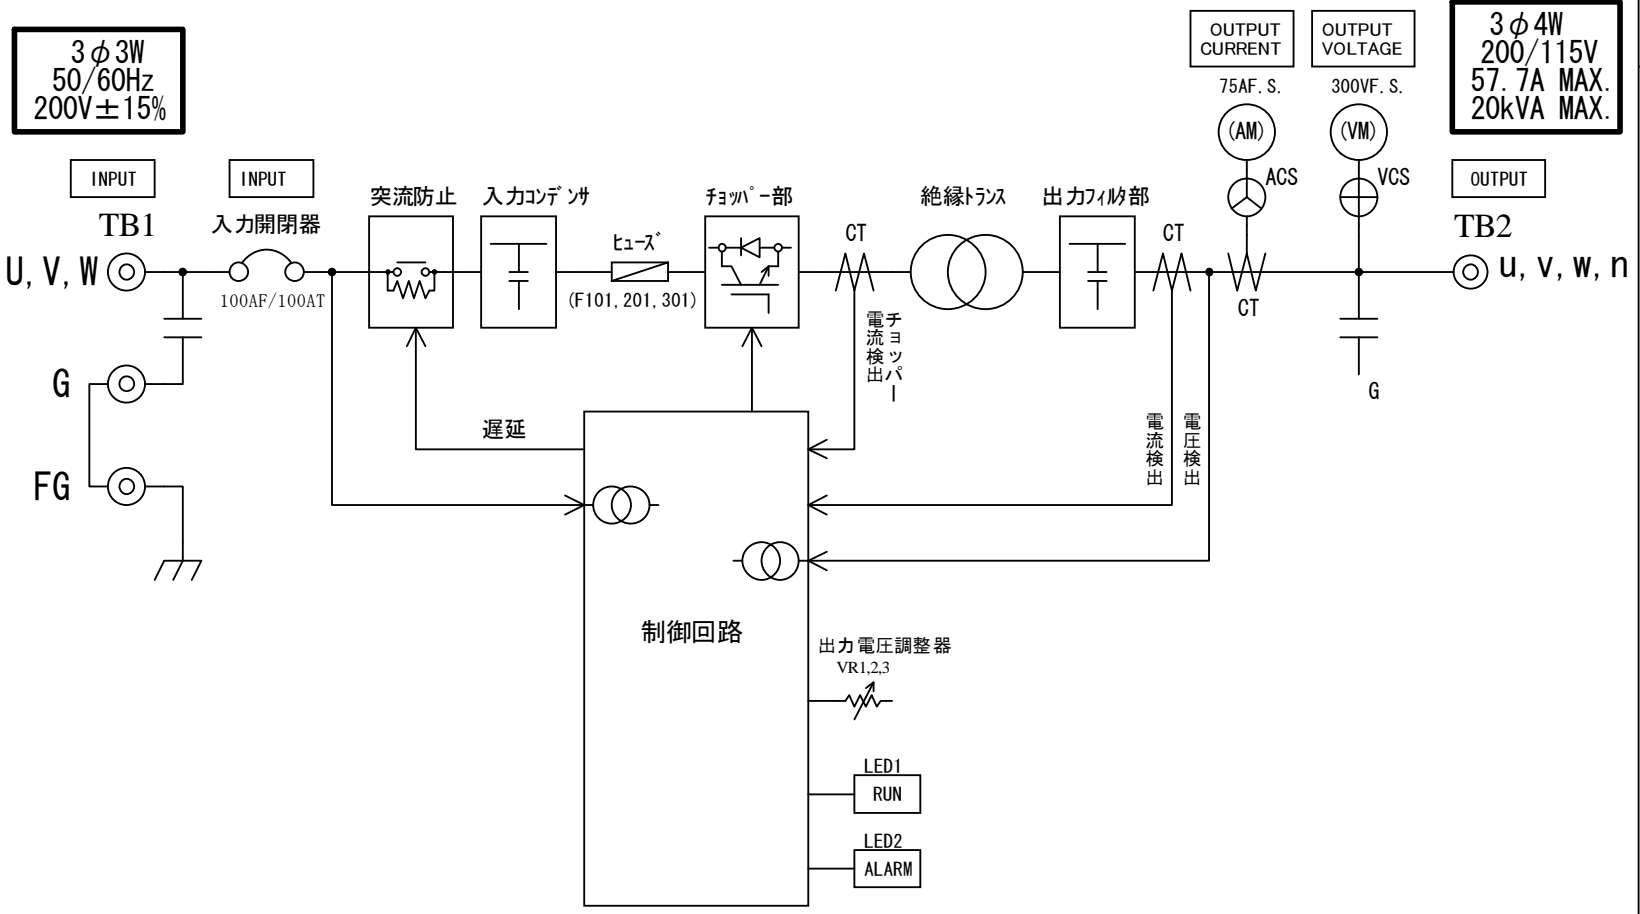 3φ3W
50/60Hz
200V±15%
OUTPUT
CURRENT
OUTPUT
VOLTAGE
3φ4W
200/115V
57.7A MAX.
20kVA MAX.
75AF.S.
300VF.S.
(AM)
(VM)
INPUT
INPUT
ACS
VCS
OUTPUT
TB1
入力開閉器
突流防止
入力コンデンサ
チョッパー部
絶縁トランス
出力フィルタ部
TB2
ヒューズ
CT
CT
U,V,W
100AF/100AT
(F101,201,301)
CT
u,v,w,n
チョッパー
電流検出
G
G
遅延
電流検出
電圧検出
FG
制御回路
出力電圧調整器
VR1,2,3
LED1
RUN
LED2
ALARM